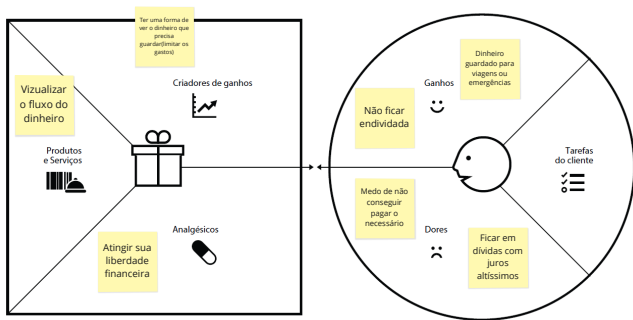 Ter uma forma de
ver o dinheiro que
precisa
guardar(limitar os
gastos)
Criadores de ganhos
Vizualizar
o fluxo do
dinheiro
Produtos
e Serviços
Analgésicos
Atingir sua
liberdade
financeira
Dinheiro
guardado para
viagens ou
emergências
Ganhos
Não ficar
endividada
Tarefas
do cliente
Medo de não
conseguir
pagar o
necessário
Dores
Ficar em
dívidas com
juros
altíssimos